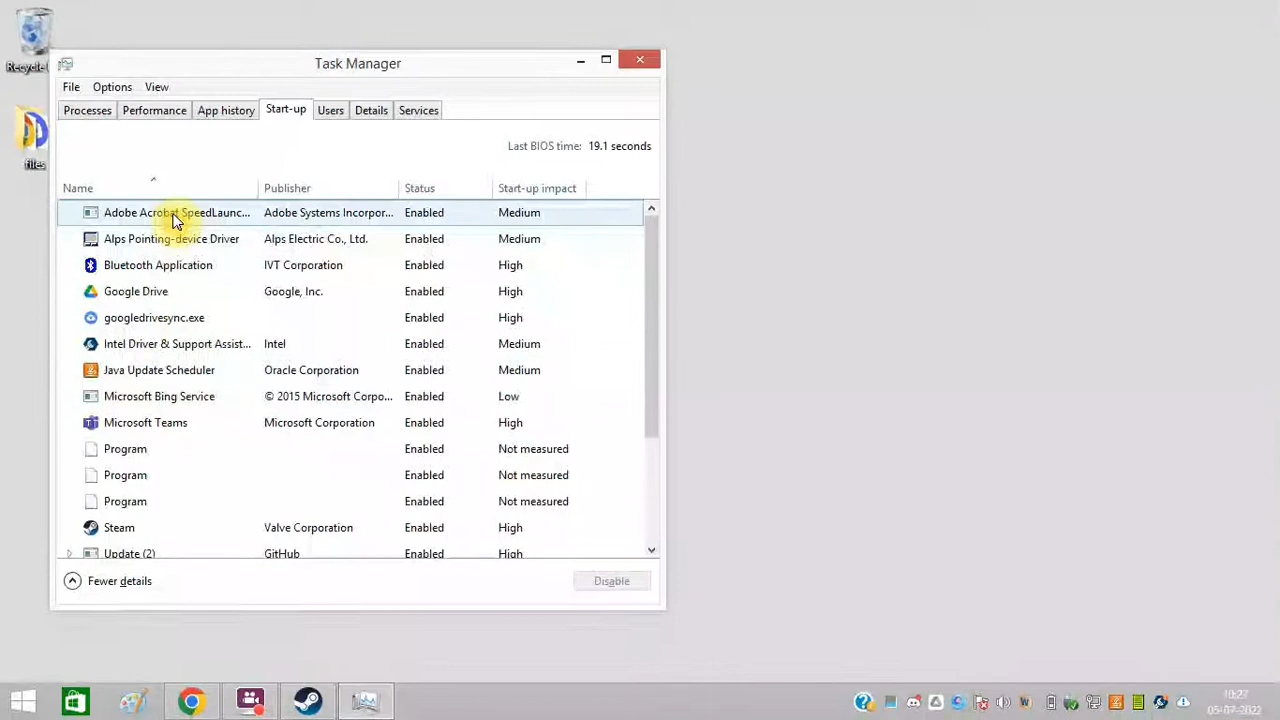 Recycle
files
Task Manager
File Options View
Processes Performance App history Start-up Users Details Services
Last BIOS time: 19.1 seconds
Name Publisher Status Start-up impact
Adobe Acrobat SpeedLaunc... Adobe Systems Incorpor... Enabled Medium
Alps Pointing-device Driver Alps Electric Co., Ltd. Enabled Medium
Bluetooth Application IVT Corporation Enabled High
Google Drive Google, Inc. Enabled High
googledrivesync.exe Enabled High
Intel Driver & Support Assist... Intel Enabled Medium
Java Update Scheduler Oracle Corporation Enabled Medium
Microsoft Bing Service © 2015 Microsoft Corpo... Enabled Low
Microsoft Teams Microsoft Corporation Enabled High
Program Enabled Not measured
Program Enabled Not measured
Program Enabled Not measured
Steam Valve Corporation Enabled High
Update (2) GitHub Enabled High
Fewer details Disable
10:27
05-07-2022